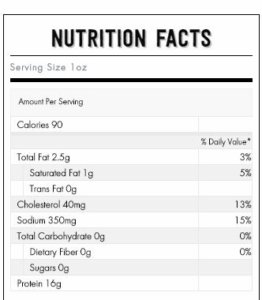 NUTRITION FACTS
Serving Size 1oz
Amount Per Serving
Calories 90
% Daily Value*
Total Fat 2.5g 3%
Saturated Fat 1g 5%
Trans Fat 0g
Cholesterol 40mg 13%
Sodium 350mg 15%
Total Carbohydrate 0g 0%
Dietary Fiber 0g 0%
Sugars 0g
Protein 16g